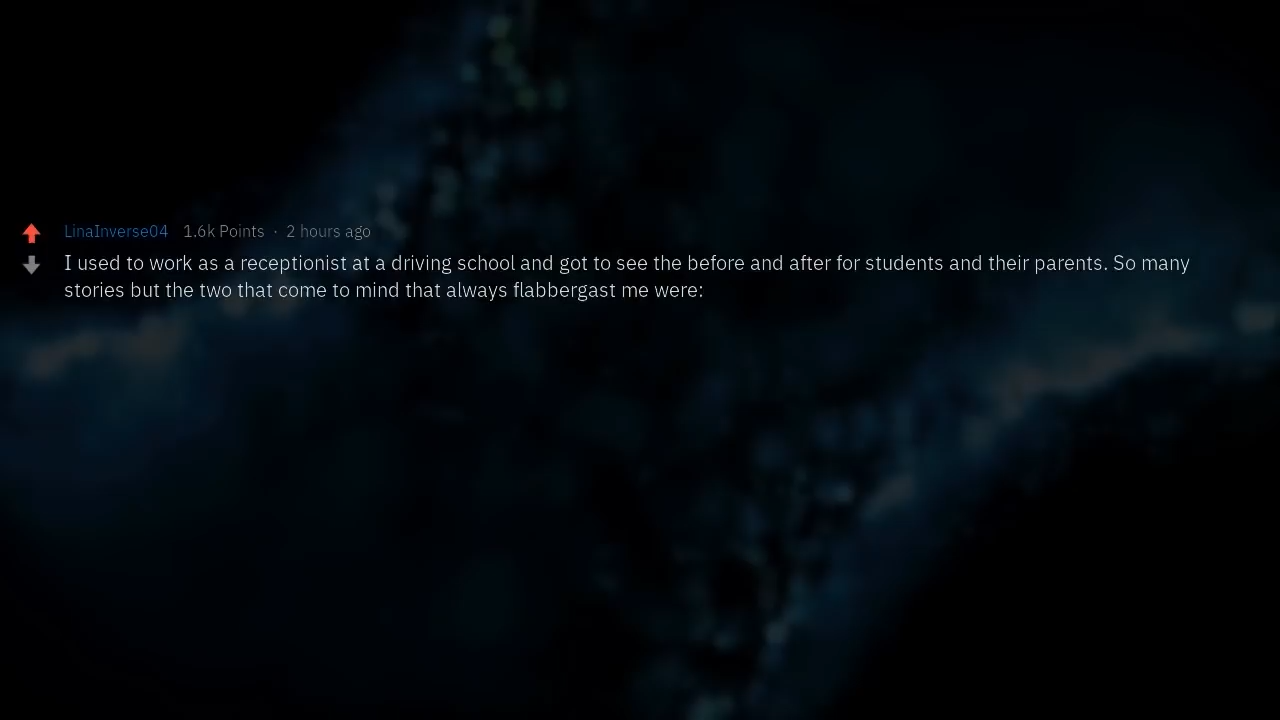 LinaInverse04 1.6k Points · 2 hours ago
I used to work as a receptionist at a driving school and got to see the before and after for students and their parents. So many
stories but the two that come to mind that always flabbergast me were: